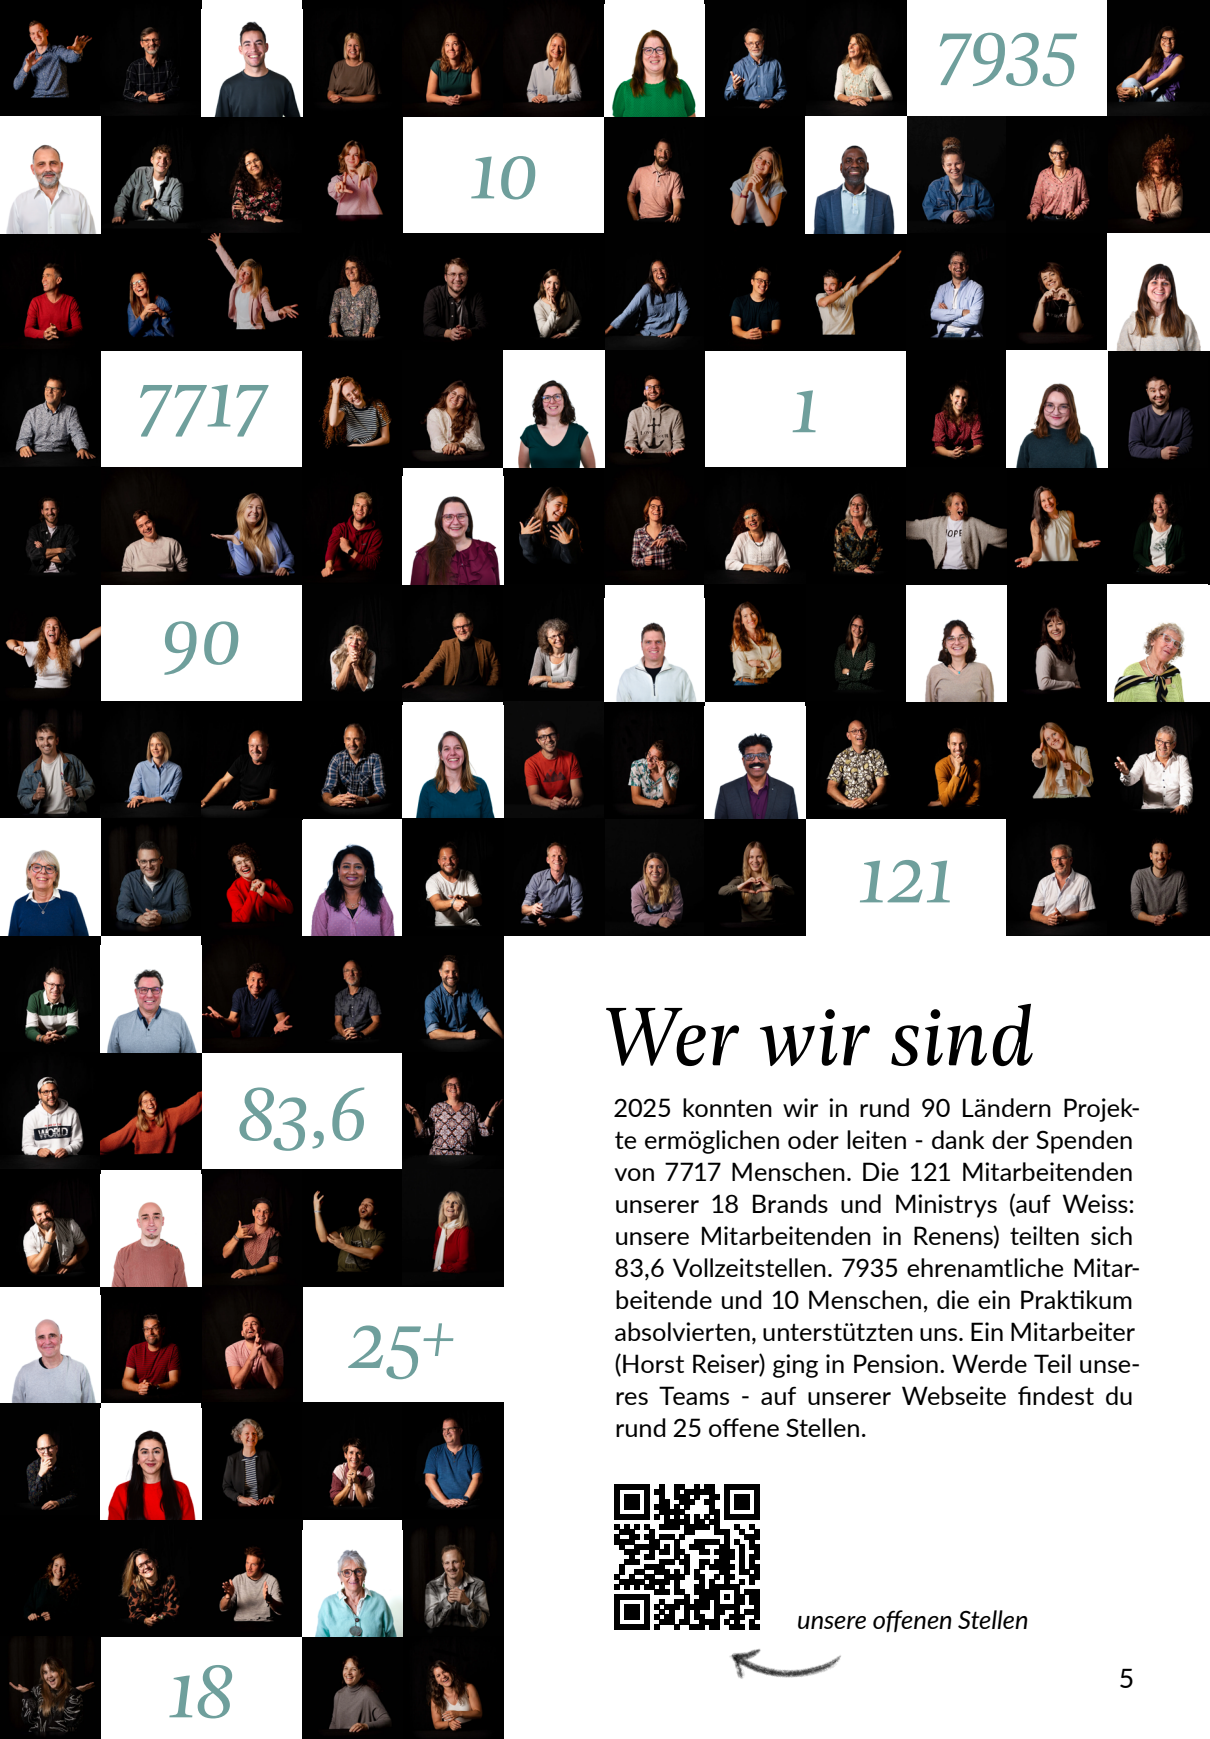 7935
10
7717
1
90
121
83,6
25+
18
HOPE
WORLD
Wer wir sind
2025 konnten wir in rund 90 Ländern Projek-
te ermöglichen oder leiten - dank der Spenden
von 7717 Menschen. Die 121 Mitarbeitenden
unserer 18 Brands und Ministrys (auf Weiss:
unsere Mitarbeitenden in Renens) teilten sich
83,6 Vollzeitstellen. 7935 ehrenamtliche Mitar-
beitende und 10 Menschen, die ein Praktikum
absolvierten, unterstützten uns. Ein Mitarbeiter
(Horst Reiser) ging in Pension. Werde Teil unse-
res Teams - auf unserer Webseite findest du
rund 25 offene Stellen.
unsere offenen Stellen
5